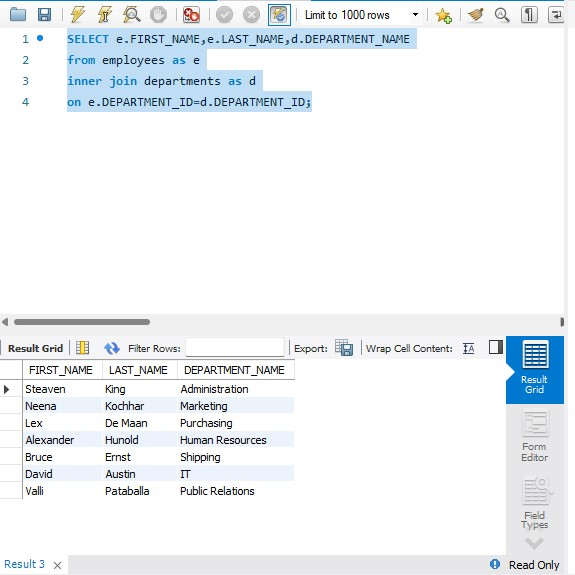 Limit to 1000 rows
1 SELECT e.FIRST_NAME,e.LAST_NAME,d.DEPARTMENT_NAME
2 from employees as e
3 inner join departments as d
4 on e.DEPARTMENT_ID=d.DEPARTMENT_ID;
Result Grid Filter Rows: Export: Wrap Cell Content: IA
FIRST_NAME LAST_NAME DEPARTMENT_NAME
Steaven King Administration
Neena Kochhar Marketing
Lex De Maan Purchasing
Alexander Hunold Human Resources
Bruce Ernst Shipping
David Austin IT
Valli Pataballa Public Relations
Result
Grid
Form
Editor
Field
Types
Result 3 Read Only